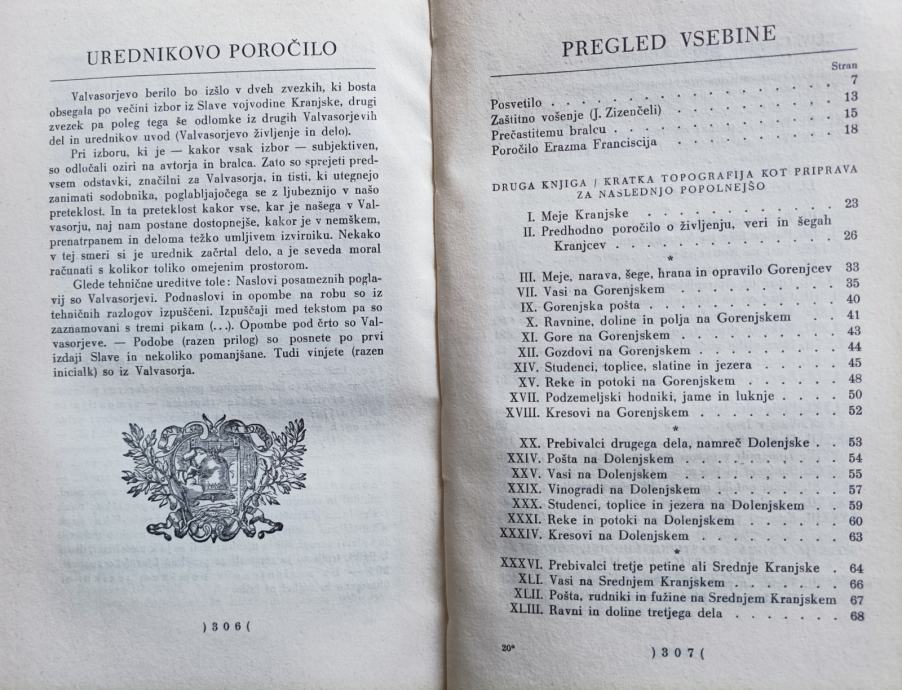 UREDNIKOVO POROČILO
Valvasorjevo berilo bo izšlo v dveh zvezkih, ki bosta
obsegala po večini izbor iz Slave vojvodine Kranjske, drugi
zvezek pa poleg tega še odlomke iz drugih Valvasorjevih
del in urednikov uvod (Valvasorjevo življenje in delo).
Pri izboru, ki je — kakor vsak izbor — subjektiven,
so odločali oziri na avtorja in bralca. Zato so sprejeti pred-
vsem odstavki, značilni za Valvasorja, in tisti, ki utegnejo
zanimati sodobnika, poglabljajočega se z ljubeznijo v našo
preteklost. In ta preteklost kakor vse, kar je našega v Val-
vasorju, naj nam postane dostopnejše, kakor je v nemškem,
prenatrpanem in deloma težko umljivem izvirniku. Nekako
v tej smeri si je urednik začrtal delo, a je seveda moral
računati s kolikor toliko omejenim prostorom.
Glede tehnične ureditve tole: Naslovi posameznih pogla-
vij so Valvasorjevi. Podnaslovi in opombe na robu so iz
tehničnih razlogov izpuščeni. Izpuščaji med tekstom pa so
zaznamovani s tremi pikam (...). Opombe pod črto so Val-
vasorjeve. — Podobe (razen prilog) so posnete po prvi
izdaji Slave in nekoliko pomanjšane. Tudi vinjete (razen
inicialk) so iz Valvasorja.
)306(
PREGLED VSEBINE
Stran
Posvetilo . . . . . . . . . . . . . . . 7
Zaščitno vošenje (J. Zizenčeli) . . . . . . . . 13
Prečastitemu bralcu . . . . . . . . . . . 15
Poročilo Erazma Franciscija . . . . . . . . 18
DRUGA KNJIGA / KRATKA TOPOGRAFIJA KOT PRIPRAVA
ZA NASLEDNJO POPOLNEJŠO
I. Meje Kranjske . . . . . . . . . . 23
II. Predhodno poročilo o življenju, veri in šegah
Kranjcev . . . . . . . . . . . 26
*
III. Meje, narava, šege, hrana in opravilo Gorenjcev 33
VII. Vasi na Gorenjskem . . . . . . . . 35
IX. Gorenjska pošta . . . . . . . . . 40
X. Ravnine, doline in polja na Gorenjskem . . 41
XI. Gore na Gorenjskem . . . . . . . . 43
XII. Gozdovi na Gorenjskem . . . . . . . 44
XIV. Studenci, toplice, slatine in jezera . . . . . 45
XV. Reke in potoki na Gorenjskem . . . . . 48
XVII. Podzemeljski hodniki, jame in luknje . . . . 50
XVIII. Kresovi na Gorenjskem . . . . . . . 52
*
XX. Prebivalci drugega dela, namreč Dolenjske . . 53
XXIV. Pošta na Dolenjskem . . . . . . . . 54
XXV. Vasi na Dolenjskem . . . . . . . . 55
XXIX. Vinogradi na Dolenjskem . . . . . . . 57
XXX. Studenci, toplice in jezera na Dolenjskem . . 59
XXXI. Reke in potoki na Dolenjskem . . . . . 60
XXXIV. Kresovi na Dolenjskem . . . . . . . 63
*
XXXVI. Prebivalci tretje petine ali Srednje Kranjske . 64
XLI. Vasi na Srednjem Kranjskem . . . . . . 66
XLII. Pošta, rudniki in fužine na Srednjem Kranjskem 67
XLIII. Ravni in doline tretjega dela . . . . . . 68
20*
)307(